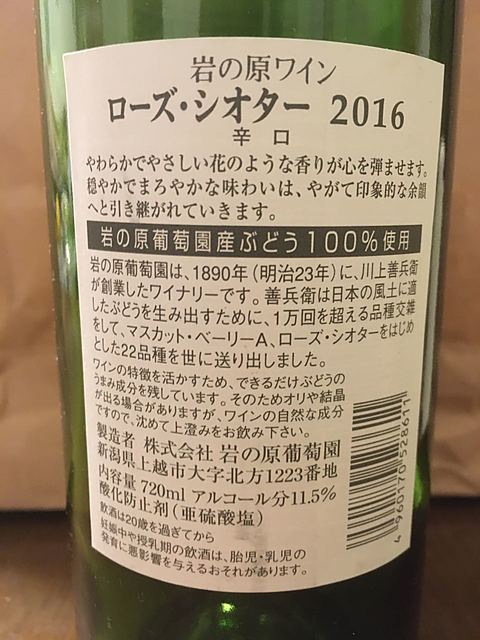 岩の原ワイン
ローズ・シオター 2016
辛口
やわらかでやさしい花のような香りが心を弾ませます。
穏やかでまろやかな味わいは、やがて印象的な余韻
へと引き継がれていきます。
岩の原葡萄園産ぶどう100%使用
岩の原葡萄園は、1890年(明治23年)に、川上善兵衛
が創業したワイナリーです。善兵衛は日本の風土に適
したぶどうを生み出すために、1万回を超える品種交雑
をして、マスカット・ベーリーA、ローズ・シオターをはじめ
とした22品種を世に送り出しました。
ワインの特徴を活かすため、できるだけぶどうの
うまみ成分を残しています。そのためオリや結晶
が出る場合がありますが、ワインの自然な成分
ですので、沈めて上澄みをお飲み下さい。
製造者 株式会社 岩の原葡萄園
新潟県上越市大字北方1223番地
内容量 720ml アルコール分11.5%
酸化防止剤(亜硫酸塩)
飲酒は20歳を過ぎてから
妊娠中や授乳期の飲酒は、胎児・乳児の
発育に悪影響を与えるおそれがあります。
4 960170 528611